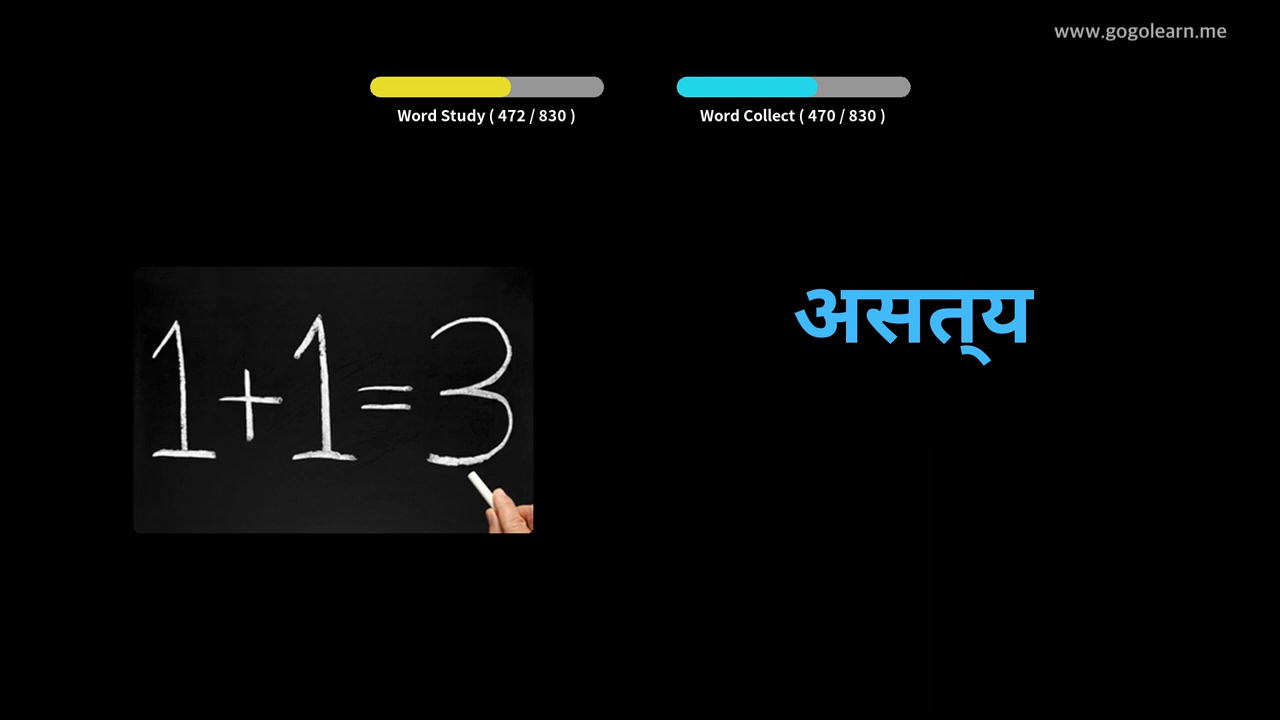 www.gogolearn.me
Word Study ( 472 / 830 )
Word Collect ( 470 / 830 )
1+1=3
असत्य